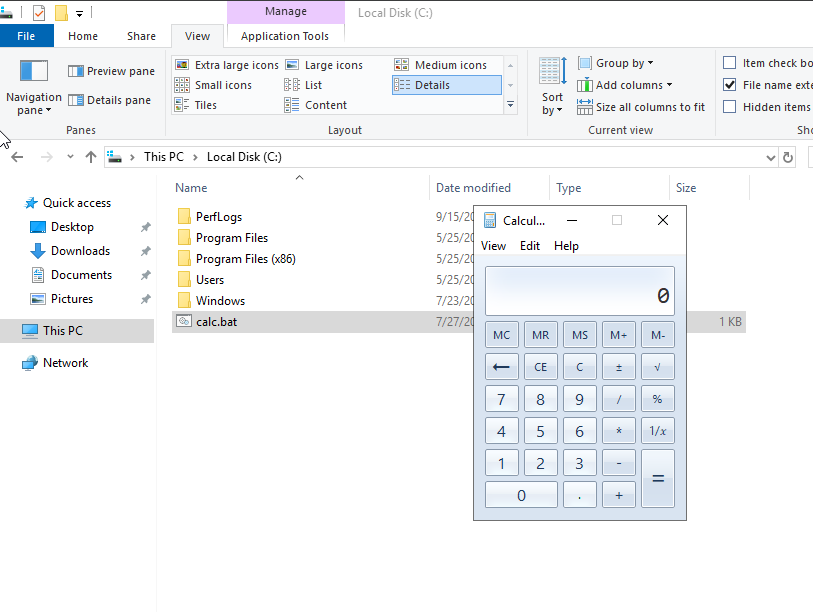 Manage
Local Disk (C:)
File
Home
Share
View
Application Tools
Navigation
pane
Preview pane
Details pane
Panes
Extra large icons
Large icons
Medium icons
Small icons
List
Details
Tiles
Content
Layout
Sort
by
Group by
Add columns
Size all columns to fit
Current view
Item check bo
File name exte
Hidden items
Sho
This PC > Local Disk (C:)
Name
Date modified
Type
Size
Quick access
Desktop
Downloads
Documents
Pictures
This PC
Network
PerfLogs
9/15/20
Program Files
5/25/20
Program Files (x86)
5/25/20
Users
5/25/20
Windows
7/23/20
calc.bat
7/27/20
1 KB
Calcul...
View Edit Help
0
MC MR MS M+ M-
← CE C ± √
7 8 9 / %
4 5 6 * 1/x
1 2 3 - =
0 . +